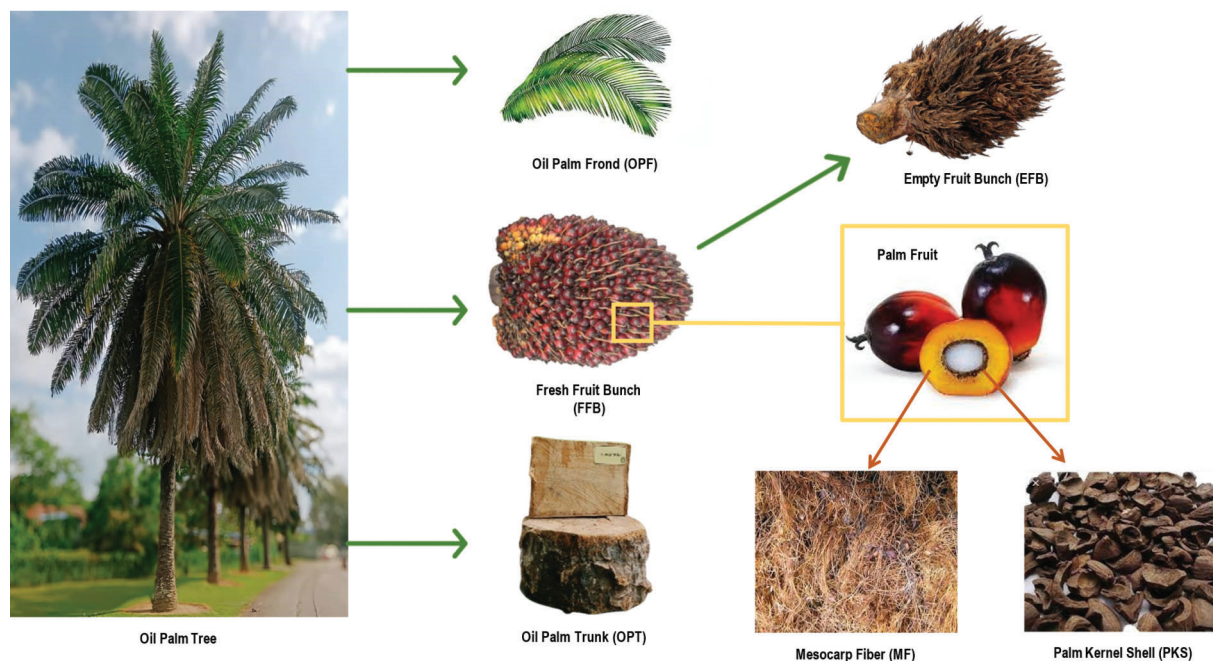 Oil Palm Frond (OPF)
Empty Fruit Bunch (EFB)
Palm Fruit
Fresh Fruit Bunch
(FFB)
Oil Palm Tree
Oil Palm Trunk (OPT)
Mesocarp Fiber (MF)
Palm Kernel Shell (PKS)